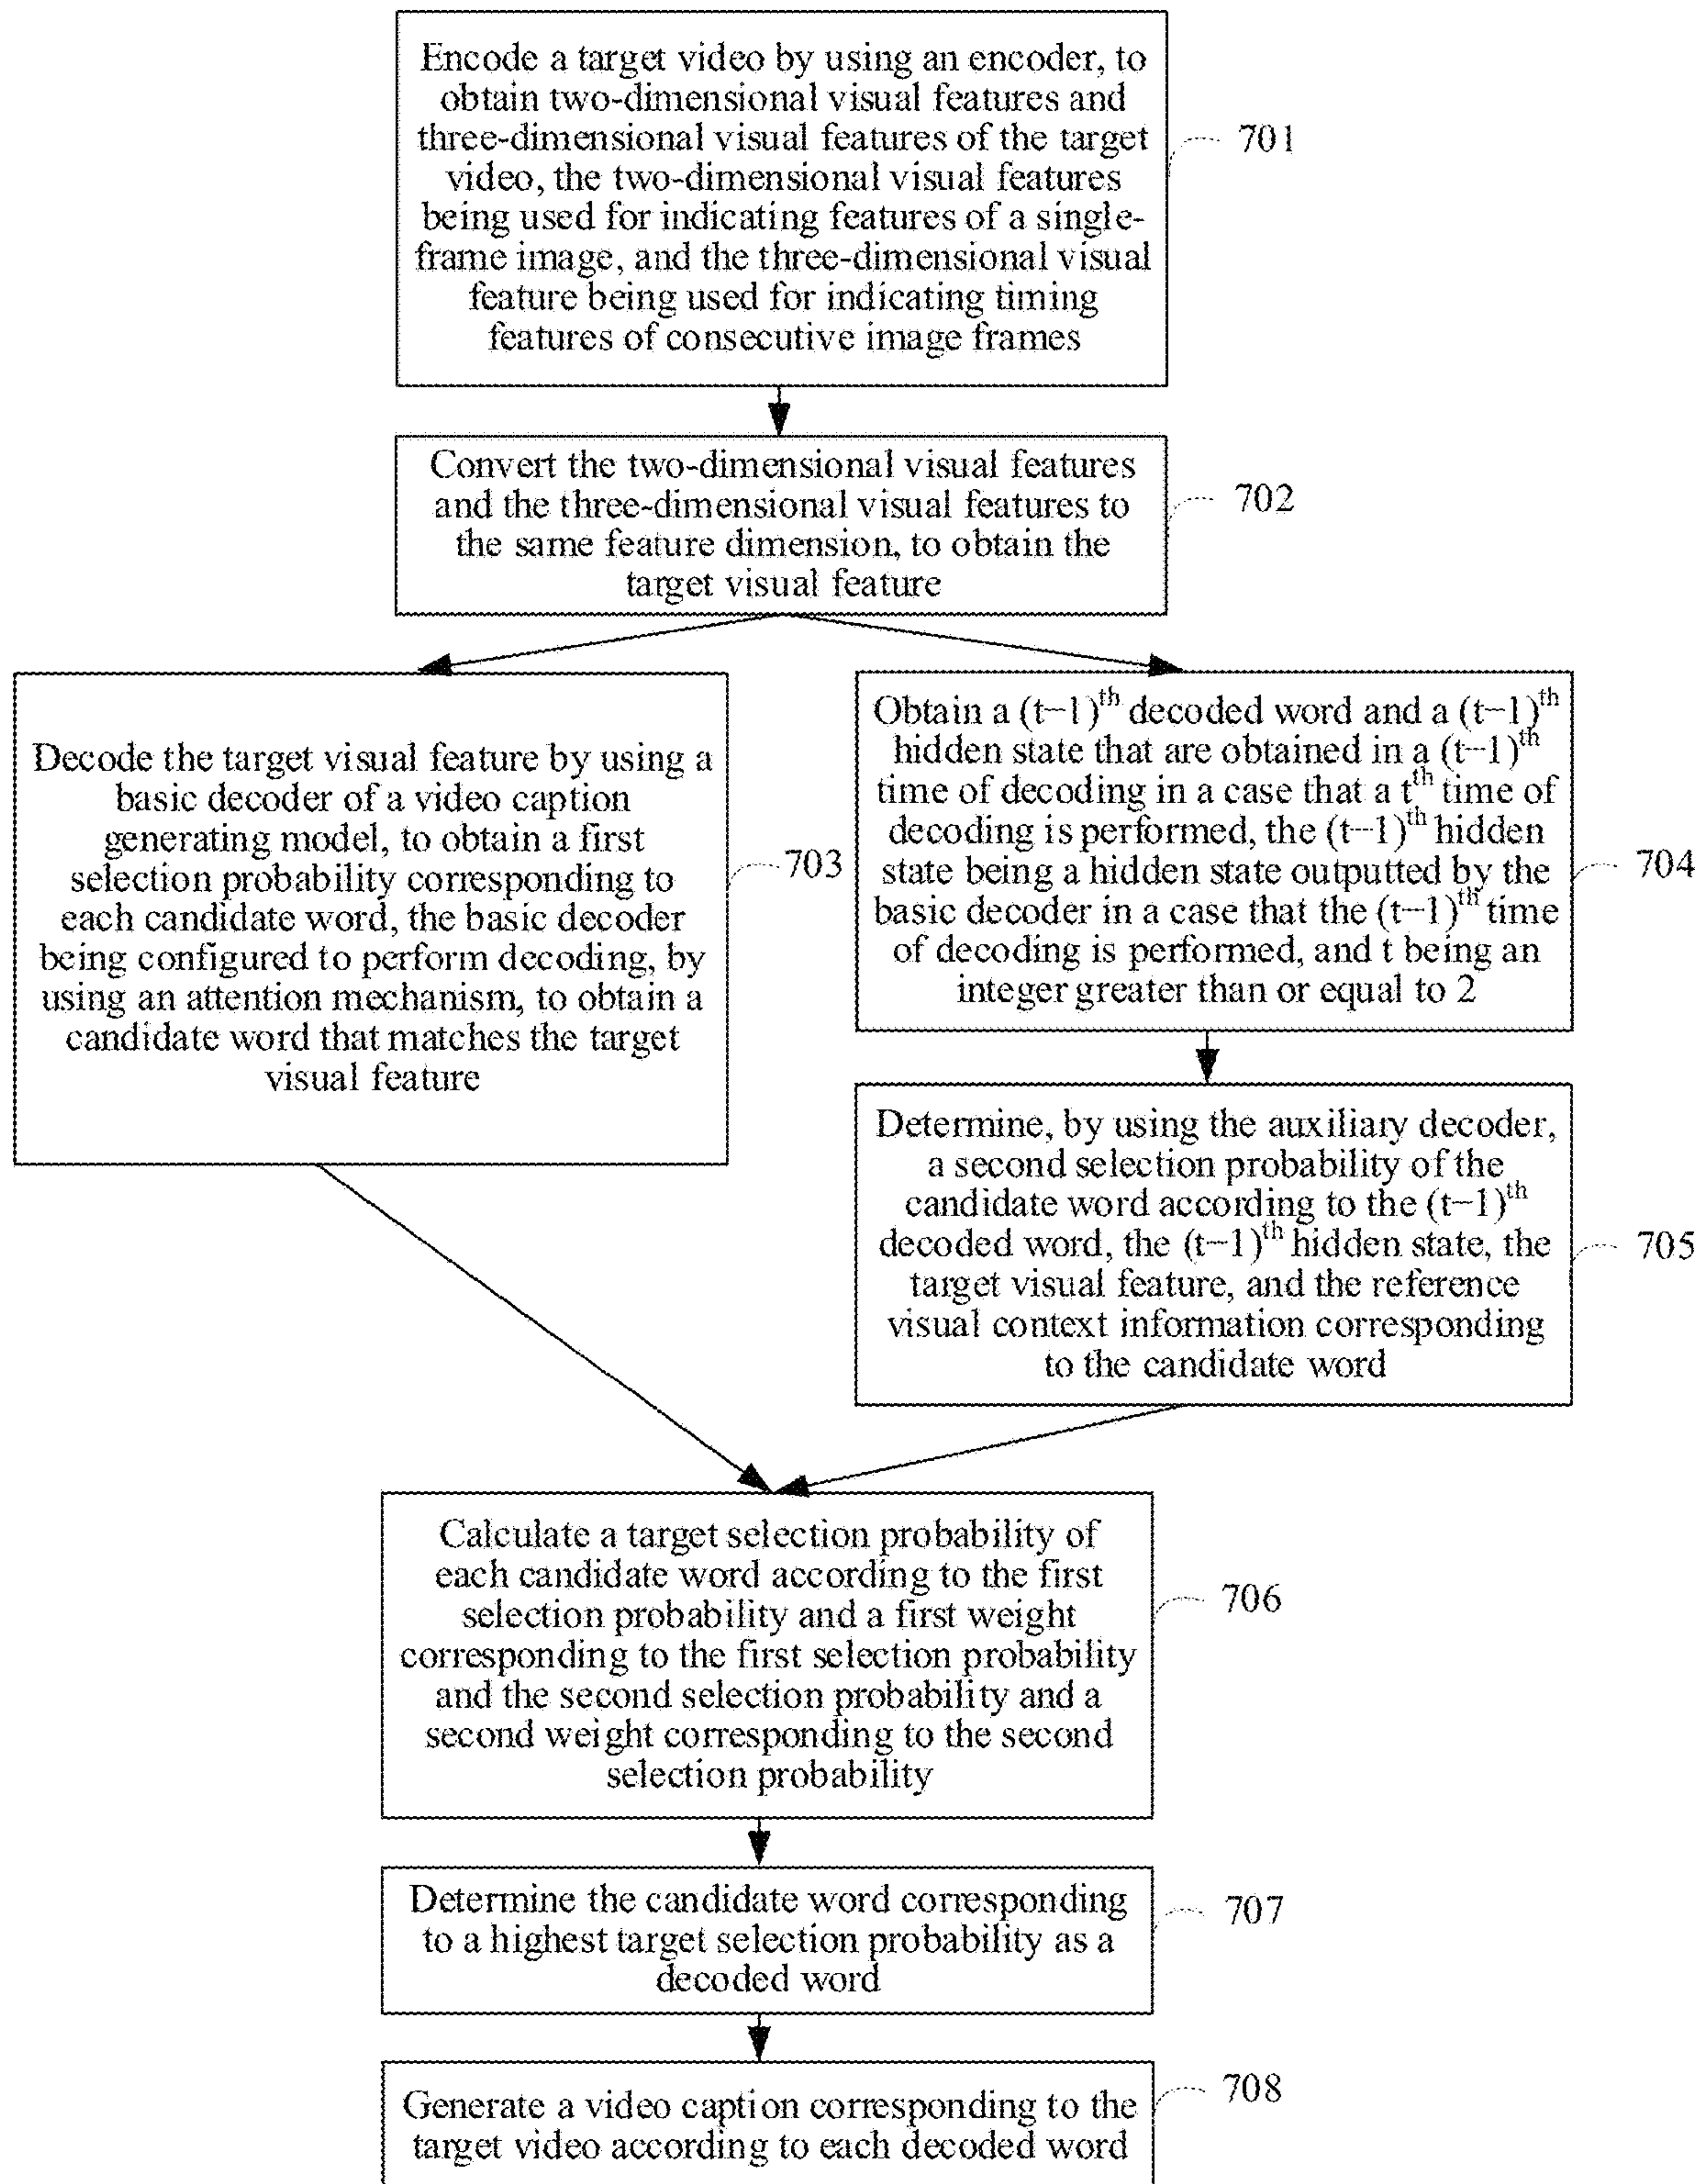 Encode a target video by using an encoder, to
obtain two-dimensional visual features and
three-dimensional visual features of the target
video, the two-dimensional visual features
being used for indicating features of a single-
frame image, and the three-dimensional visual
feature being used for indicating timing
features of consecutive image frames
701
Convert the two-dimensional visual features
and the three-dimensional visual features to
the same feature dimension, to obtain the
target visual feature
702
Decode the target visual feature by using a
basic decoder of a video caption
generating model, to obtain a first
selection probability corresponding to
each candidate word, the basic decoder
being configured to perform decoding, by
using an attention mechanism, to obtain a
candidate word that matches the target
visual feature
703
Obtain a (t−1)th decoded word and a (t−1)th
hidden state that are obtained in a (t−1)th
time of decoding in a case that a tth time of
decoding is performed, the (t−1)th hidden
state being a hidden state outputted by the
basic decoder in a case that the (t−1)th time
of decoding is performed, and t being an
integer greater than or equal to 2
704
Determine, by using the auxiliary decoder,
a second selection probability of the
candidate word according to the (t−1)th
decoded word, the (t−1)th hidden state, the
target visual feature, and the reference
visual context information corresponding
to the candidate word
705
Calculate a target selection probability of
each candidate word according to the first
selection probability and a first weight
corresponding to the first selection probability
and the second selection probability and a
second weight corresponding to the second
selection probability
706
Determine the candidate word corresponding
to a highest target selection probability as a
decoded word
707
Generate a video caption corresponding to the
target video according to each decoded word
708